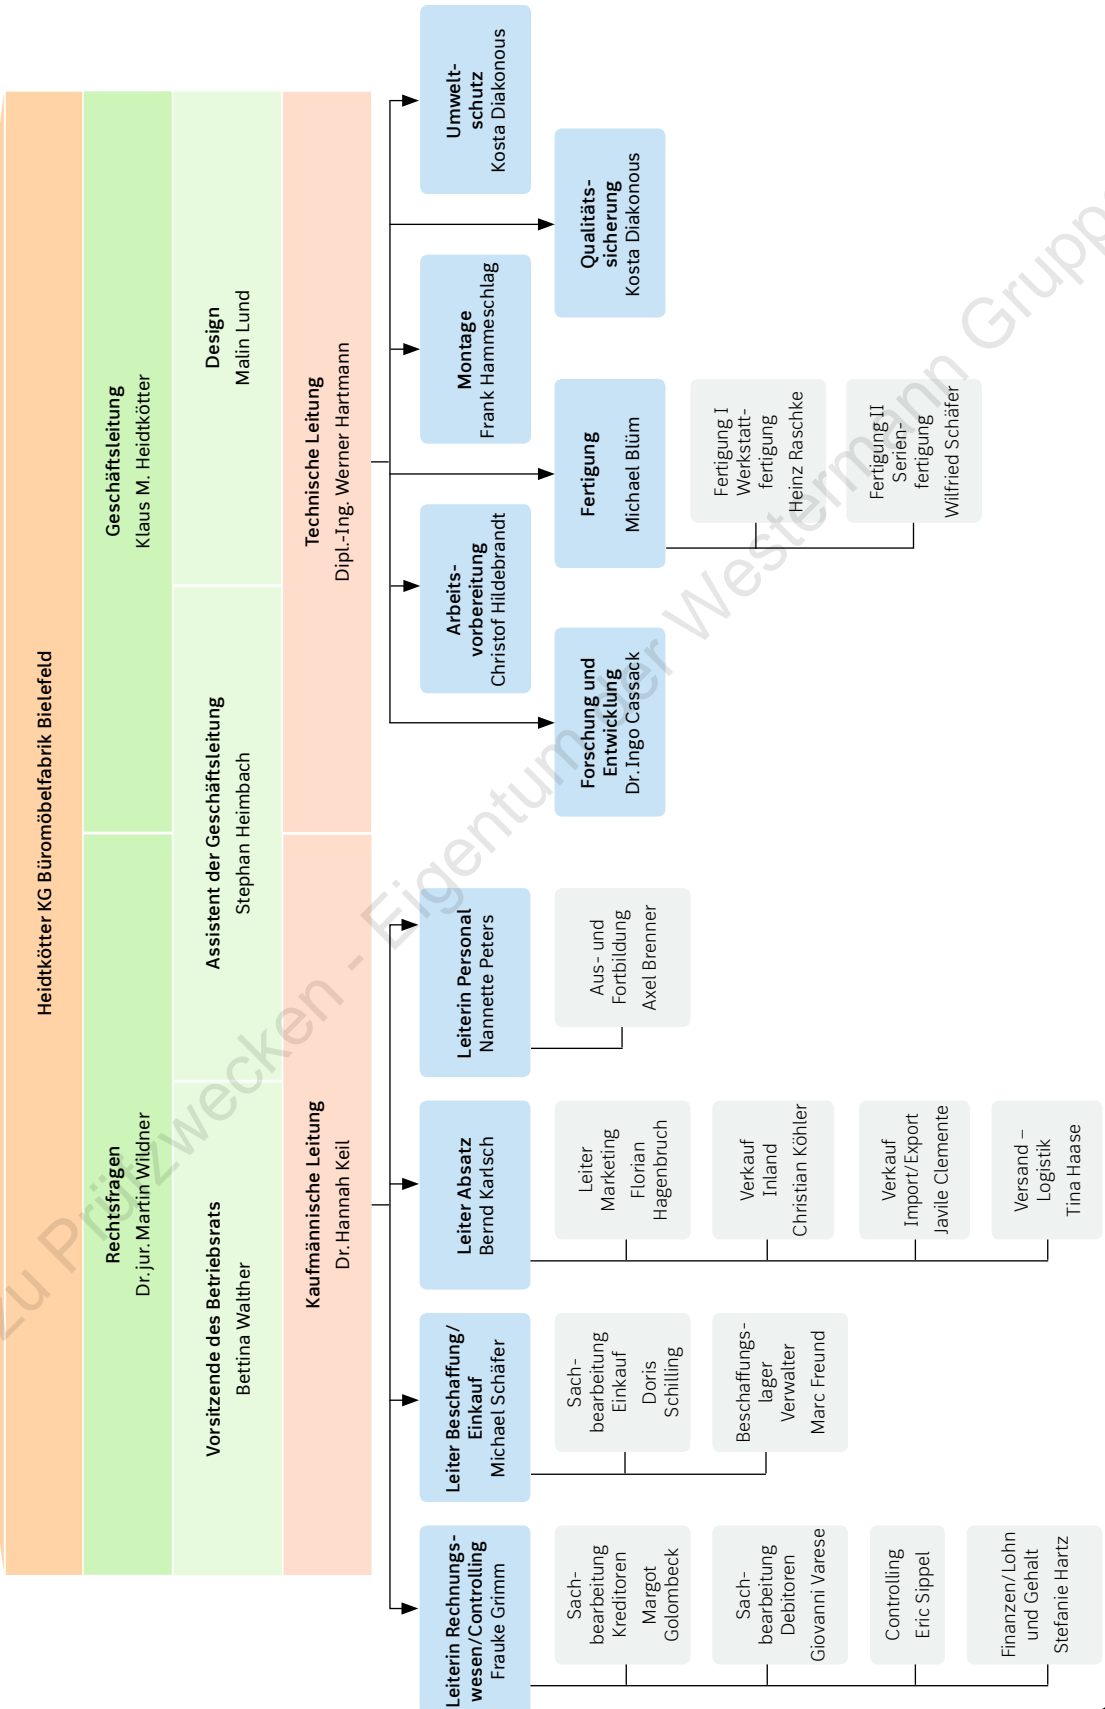 Heidtkötter KG Büromöbelfabrik Bielefeld
Rechtsfragen
Dr. jur. Martin Wildner
Geschäftsleitung
Klaus M. Heidtkötter
Vorsitzende des Betriebsrats
Bettina Walther
Assistent der Geschäftsleitung
Stephan Heimbach
Design
Malin Lund
Kaufmännische Leitung
Dr. Hannah Keil
Technische Leitung
Dipl.-Ing. Werner Hartmann
Leiterin Rechnungs-
wesen/Controlling
Frauke Grimm
Sach-
bearbeitung
Kreditoren
Margot
Golombeck
Sach-
bearbeitung
Debitoren
Giovanni Varese
Controlling
Eric Sippel
Finanzen/Lohn
und Gehalt
Stefanie Hartz
Leiter Beschaffung/
Einkauf
Michael Schäfer
Sach-
bearbeitung
Einkauf
Doris
Schilling
Beschaffungs-
lager
Verwalter
Marc Freund
Leiter Absatz
Bernd Karlsch
Leiter
Marketing
Florian
Hagenbruch
Verkauf
Inland
Christian Köhler
Verkauf
Import/Export
Javile Clemente
Versand –
Logistik
Tina Haase
Leiterin Personal
Nannette Peters
Aus- und
Fortbildung
Axel Brenner
Forschung und
Entwicklung
Dr. Ingo Cassack
Arbeits-
vorbereitung
Christof Hildebrandt
Fertigung
Michael Blüm
Fertigung I
Werkstatt-
fertigung
Heinz Raschke
Fertigung II
Serien-
fertigung
Wilfried Schäfer
Montage
Frank Hammeschlag
Qualitäts-
sicherung
Kosta Diakonous
Umwelt-
schutz
Kosta Diakonous
zu Prüfzwecken - Eigentum der Westermann Gruppe